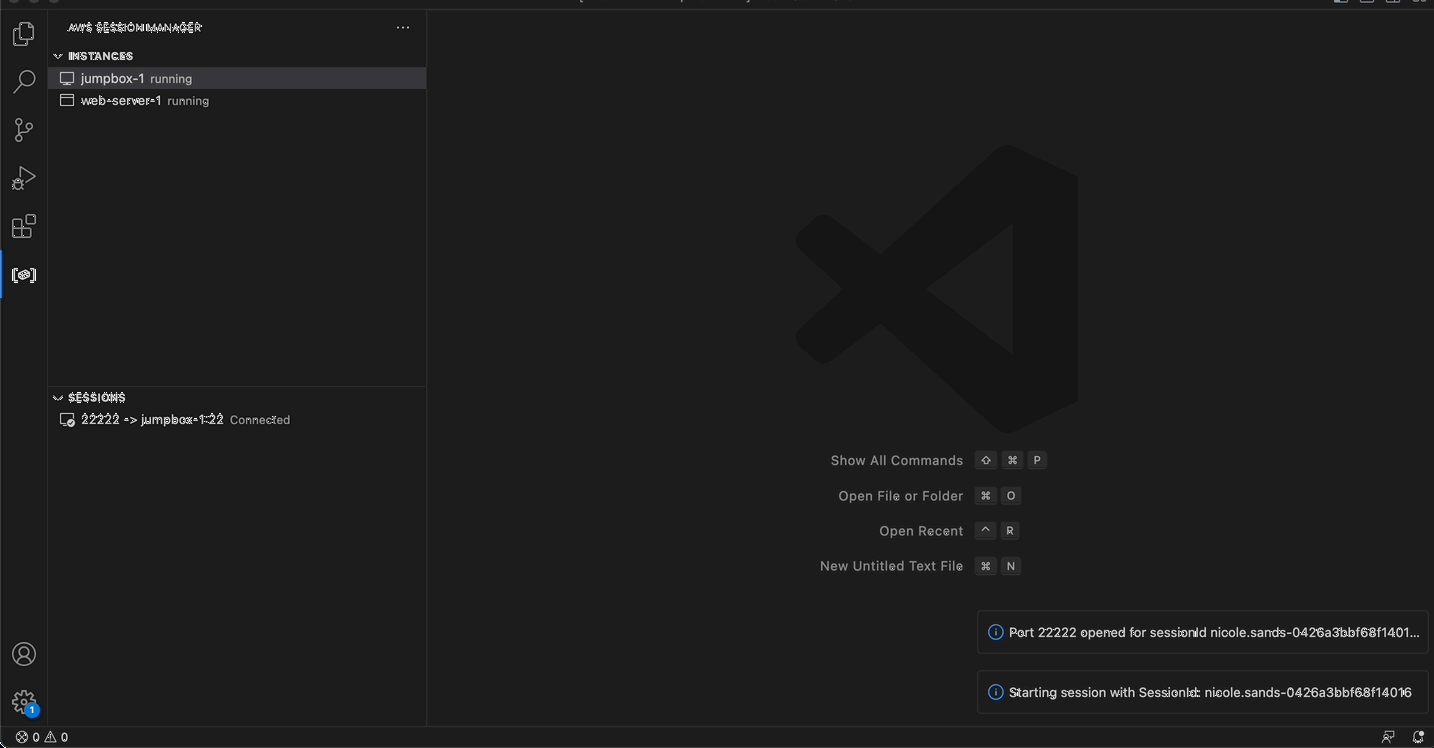 AWS SESSION MANAGER
INSTANCES
jumpbox-1 running
web-server-1 running
SESSIONS
22222 -> jumpbox-1:22 Connected
Show All Commands ⇧ ⌘ P
Open File or Folder ⌘ O
Open Recent ^ R
New Untitled Text File ⌘ N
Port 22222 opened for sessionId nicole.sands-0426a3bbf68f1401...
Starting session with SessionId: nicole.sands-0426a3bbf68f14016
1
0 0